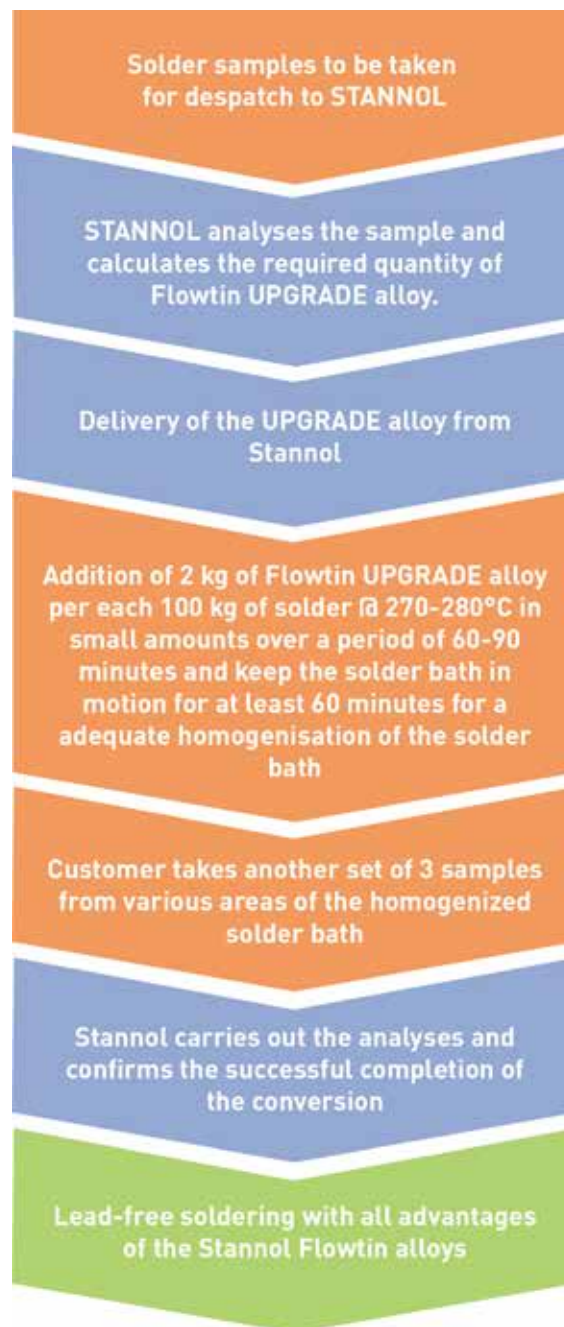 Solder samples to be taken
for despatch to STANNOL
STANNOL analyses the sample and
calculates the required quantity of
Flowtin UPGRADE alloy.
Delivery of the UPGRADE alloy from
Stannol
Addition of 2 kg of Flowtin UPGRADE alloy
per each 100 kg of solder @ 270-280°C in
small amounts over a period of 60-90
minutes and keep the solder bath in
motion for at least 60 minutes for a
adequate homogenisation of the solder
bath
Customer takes another set of 3 samples
from various areas of the homogenized
solder bath
Stannol carries out the analyses and
confirms the successful completion of
the conversion
Lead-free soldering with all advantages
of the Stannol Flowtin alloys